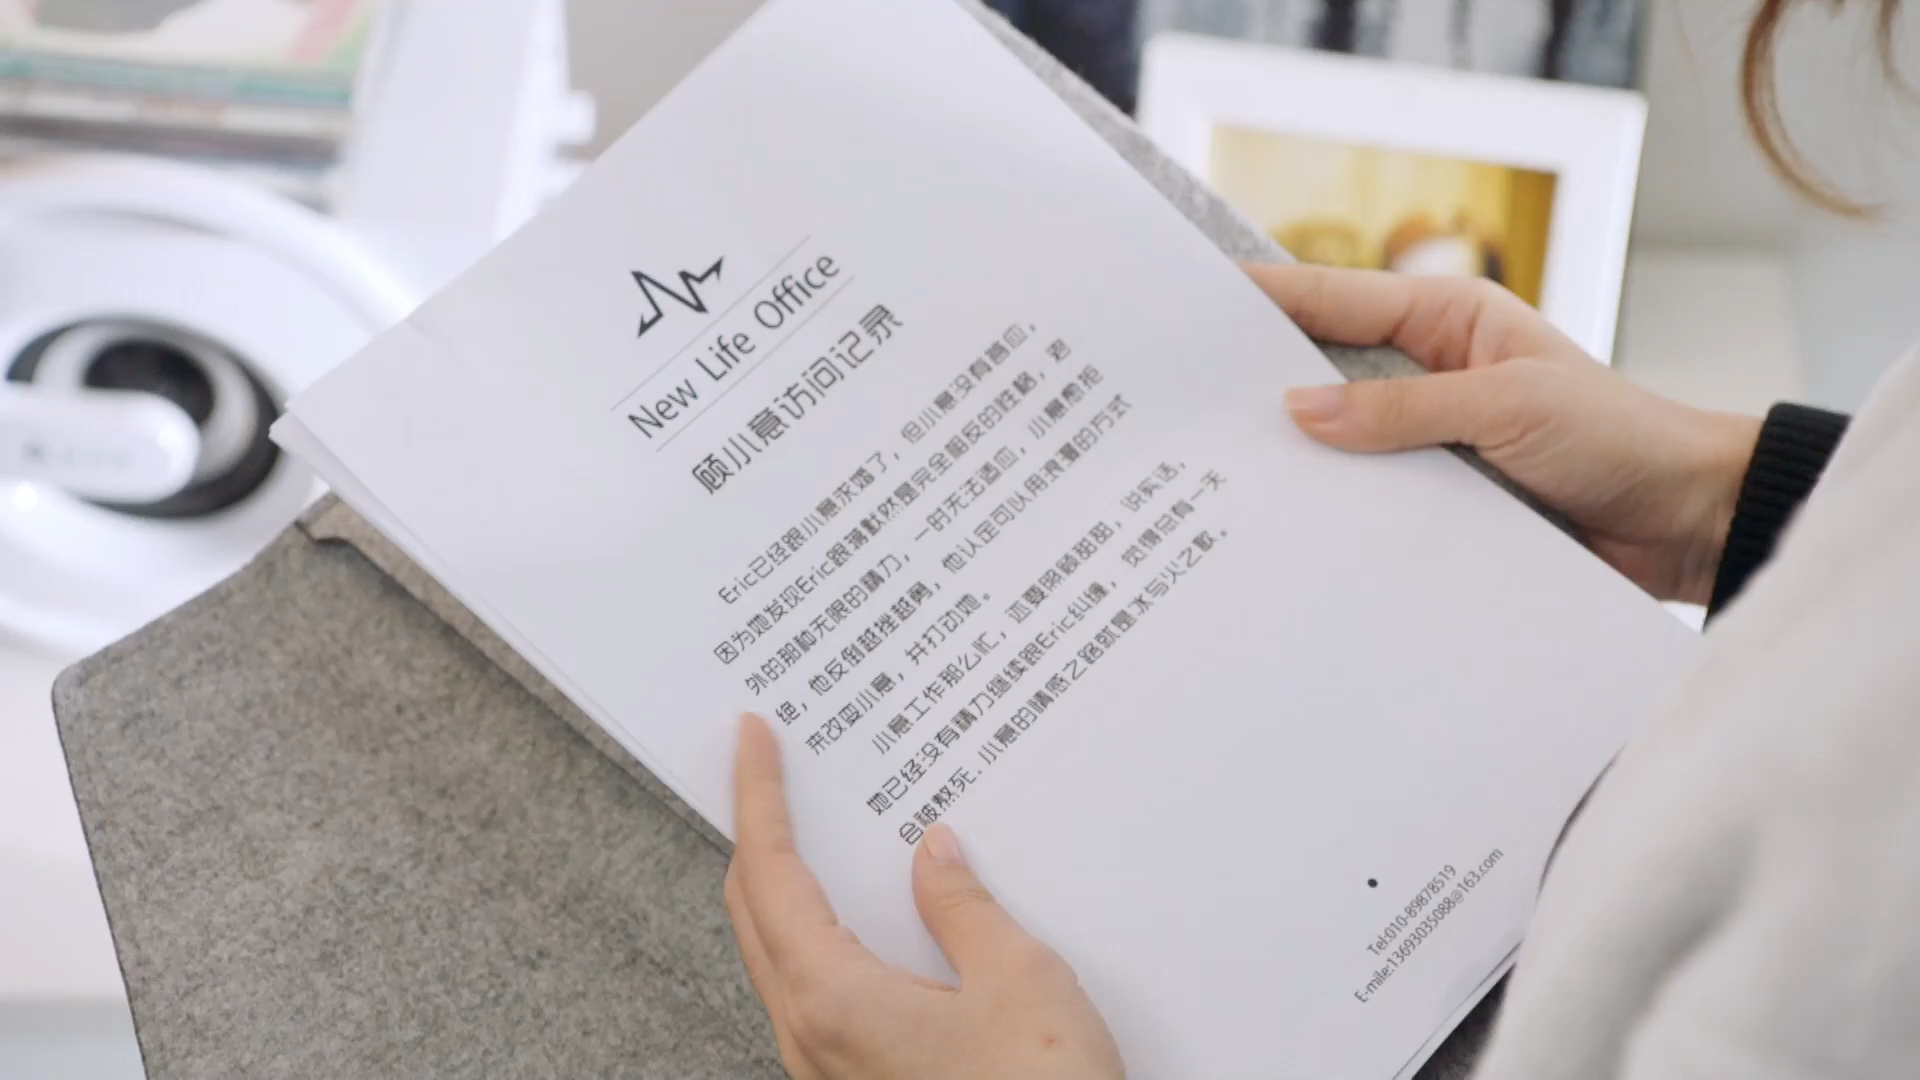 New Life Office
顾小意访问记录
Eric已经跟小意求婚了，但小意没有答应，
因为她发现Eric跟蒲默然是完全相反的性格，对
外的那种无限的精力，一时无法适应，小意愈拒
绝，他反倒越挫越勇，他认定可以用浪漫的方式
来改变小意，并打动她。
小意工作那么忙，还要照顾甜甜，说实话，
她已经没有精力继续跟Eric纠缠，觉得总有一天
会被熬死，小意的情感之路就是冰与火之歌。
Tel:010-89878519
E-mile:13693035088@163.com